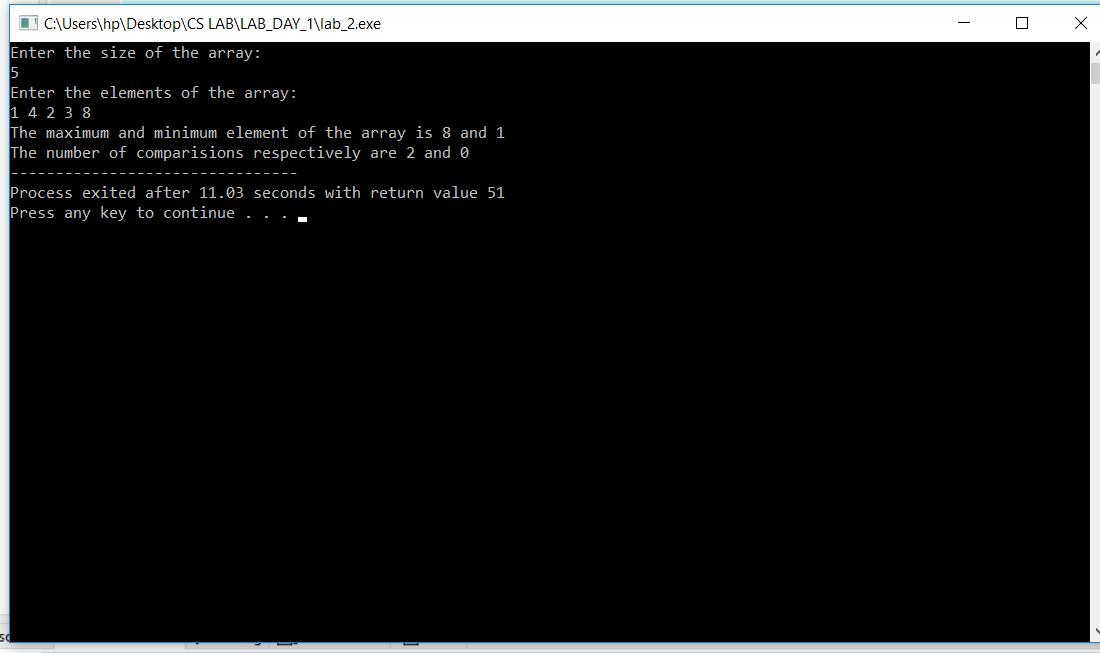 C:\Users\hp\Desktop\CS LAB\LAB_DAY_1\lab_2.exe
Enter the size of the array:
5
Enter the elements of the array:
1 4 2 3 8
The maximum and minimum element of the array is 8 and 1
The number of comparisions respectively are 2 and 0
--------------------------------
Process exited after 11.03 seconds with return value 51
Press any key to continue . . .